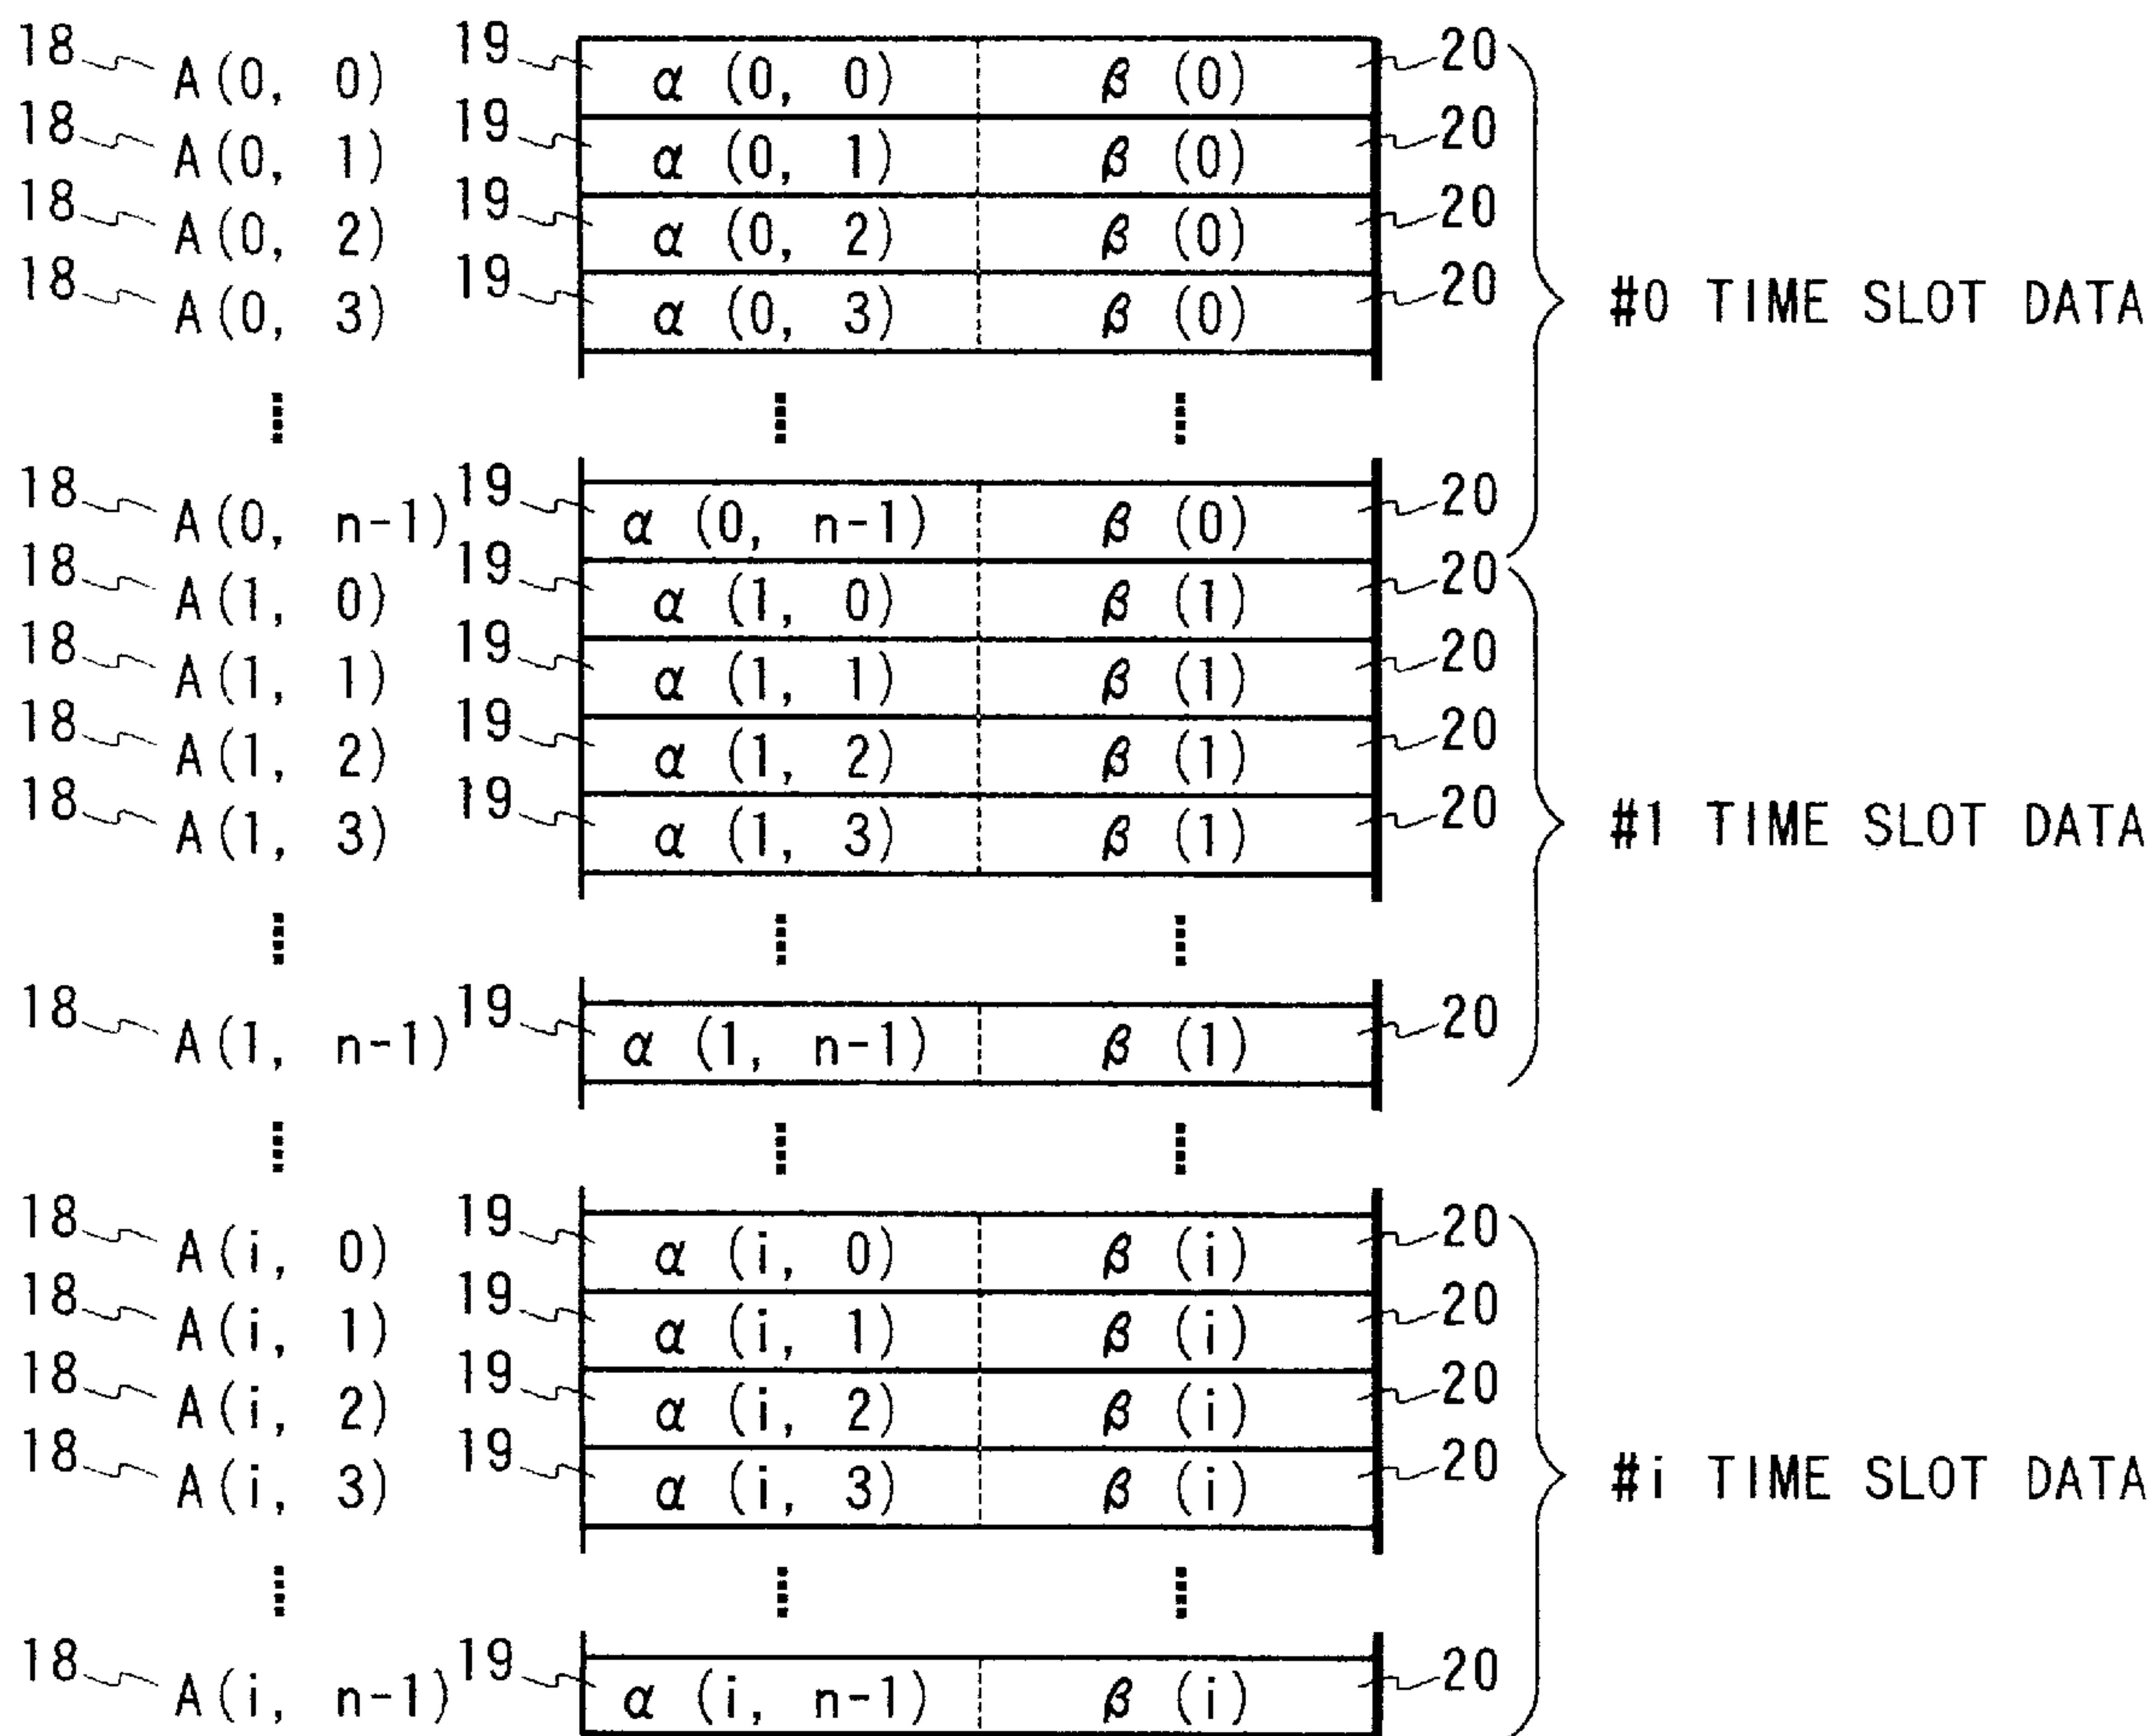 18 A(0, 0) 19 α (0, 0) β (0) 20
18 A(0, 1) 19 α (0, 1) β (0) 20
18 A(0, 2) 19 α (0, 2) β (0) 20
18 A(0, 3) 19 α (0, 3) β (0) 20 #0 TIME SLOT DATA
18 A(0, n-1) 19 α (0, n-1) β (0) 20
18 A(1, 0) 19 α (1, 0) β (1) 20
18 A(1, 1) 19 α (1, 1) β (1) 20
18 A(1, 2) 19 α (1, 2) β (1) 20
18 A(1, 3) 19 α (1, 3) β (1) 20 #1 TIME SLOT DATA
18 A(1, n-1) 19 α (1, n-1) β (1) 20
18 A(i, 0) 19 α (i, 0) β (i) 20
18 A(i, 1) 19 α (i, 1) β (i) 20
18 A(i, 2) 19 α (i, 2) β (i) 20
18 A(i, 3) 19 α (i, 3) β (i) 20 #i TIME SLOT DATA
18 A(i, n-1) 19 α (i, n-1) β (i) 20